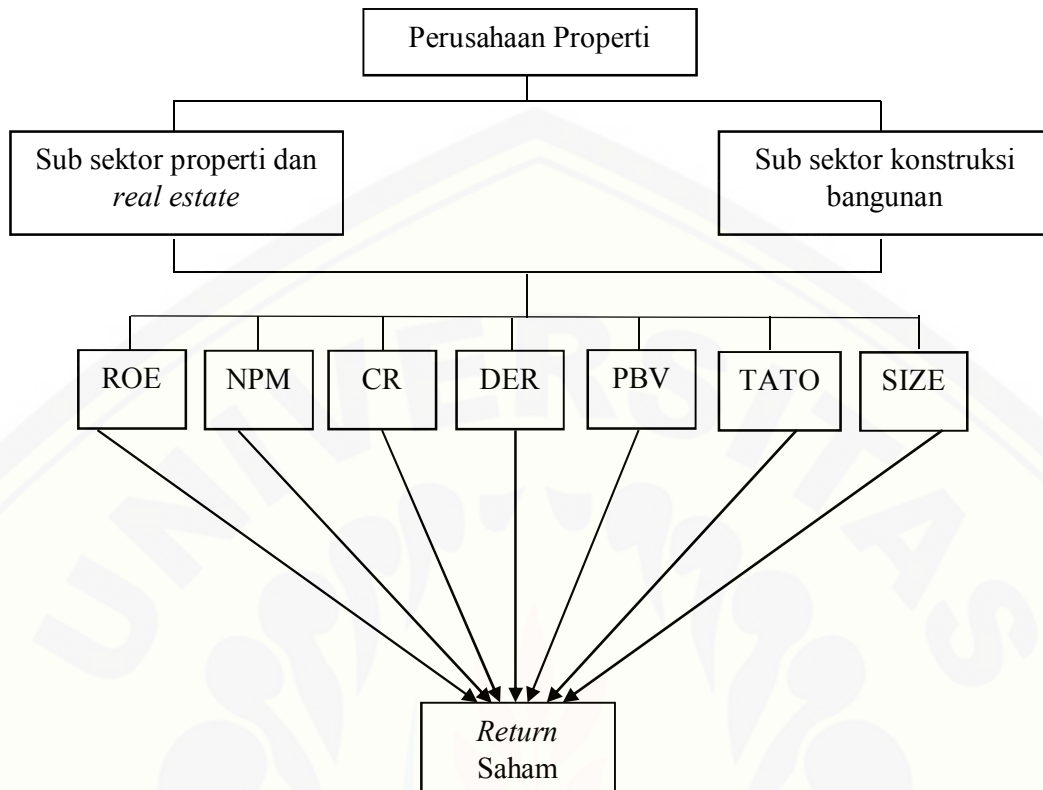 Perusahaan Properti
Sub sektor properti dan
real estate
Sub sektor konstruksi
bangunan
ROE
NPM
CR
DER
PBV
TATO
SIZE
Return
Saham
UNIVERSITAS